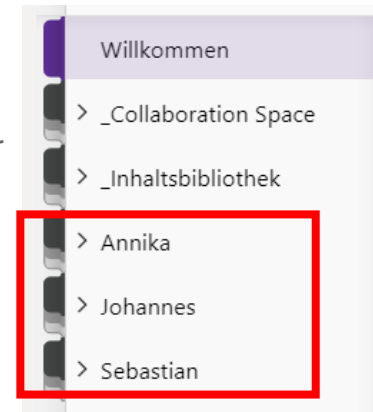 Willkommen
_Collaboration Space
_Inhaltsbibliothek
Annika
Johannes
Sebastian